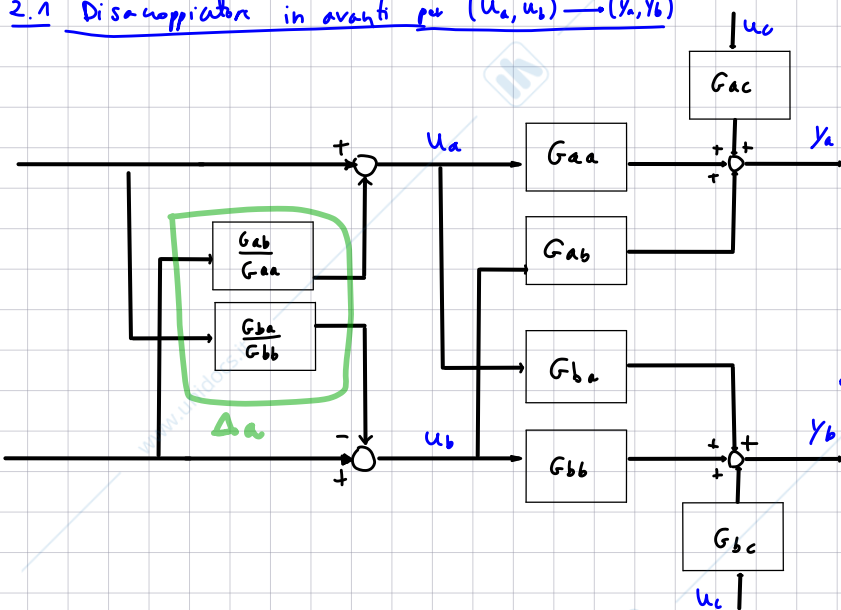 2.1 Disaccoppiatore in avanti per (Ua, Ub) → (Ya, Yb)
Uc
Gac
+ Ua Gaa + + Ya
+
Gab
Gaa
Gab
Gba
Gbb
Gba
Δa
- Ub + + Yb
+ Gbb +
Gbc
Uc